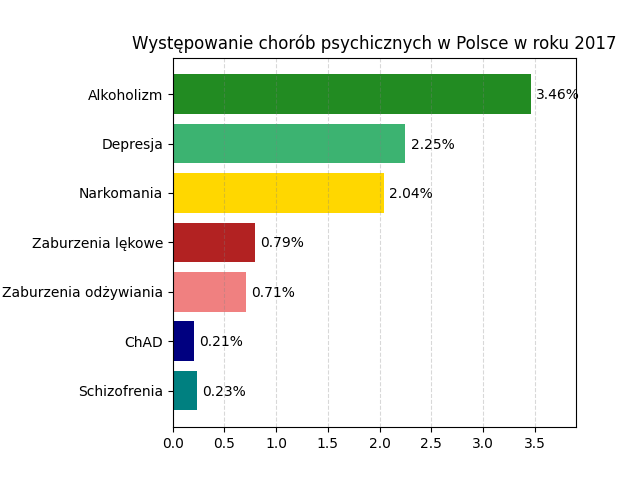 Występowanie chorób psychicznych w Polsce w roku 2017
Alkoholizm 3.46%
Depresja 2.25%
Narkomania 2.04%
Zaburzenia lękowe 0.79%
Zaburzenia odżywiania 0.71%
ChAD 0.21%
Schizofrenia 0.23%
0.0 0.5 1.0 1.5 2.0 2.5 3.0 3.5